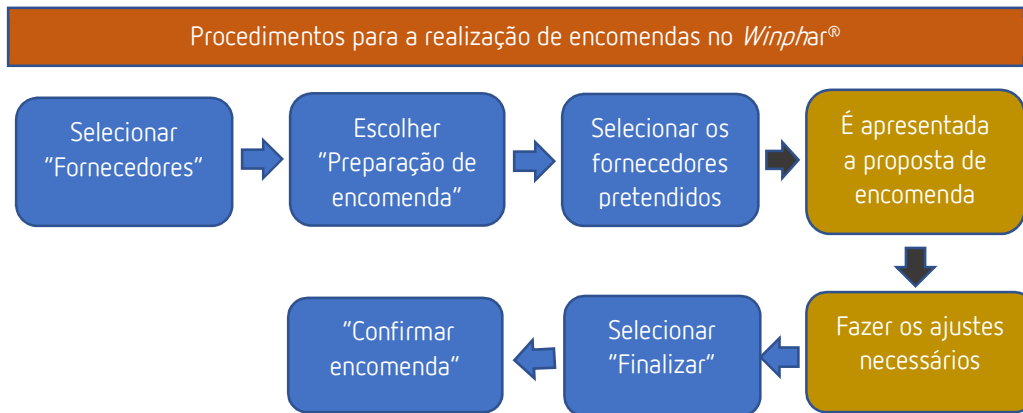 Procedimentos para a realização de encomendas no Winphar®
Selecionar
"Fornecedores"
Escolher
"Preparação de
encomenda"
Selecionar os
fornecedores
pretendidos
É apresentada
a proposta de
encomenda
Fazer os ajustes
necessários
Selecionar
"Finalizar"
"Confirmar
encomenda"